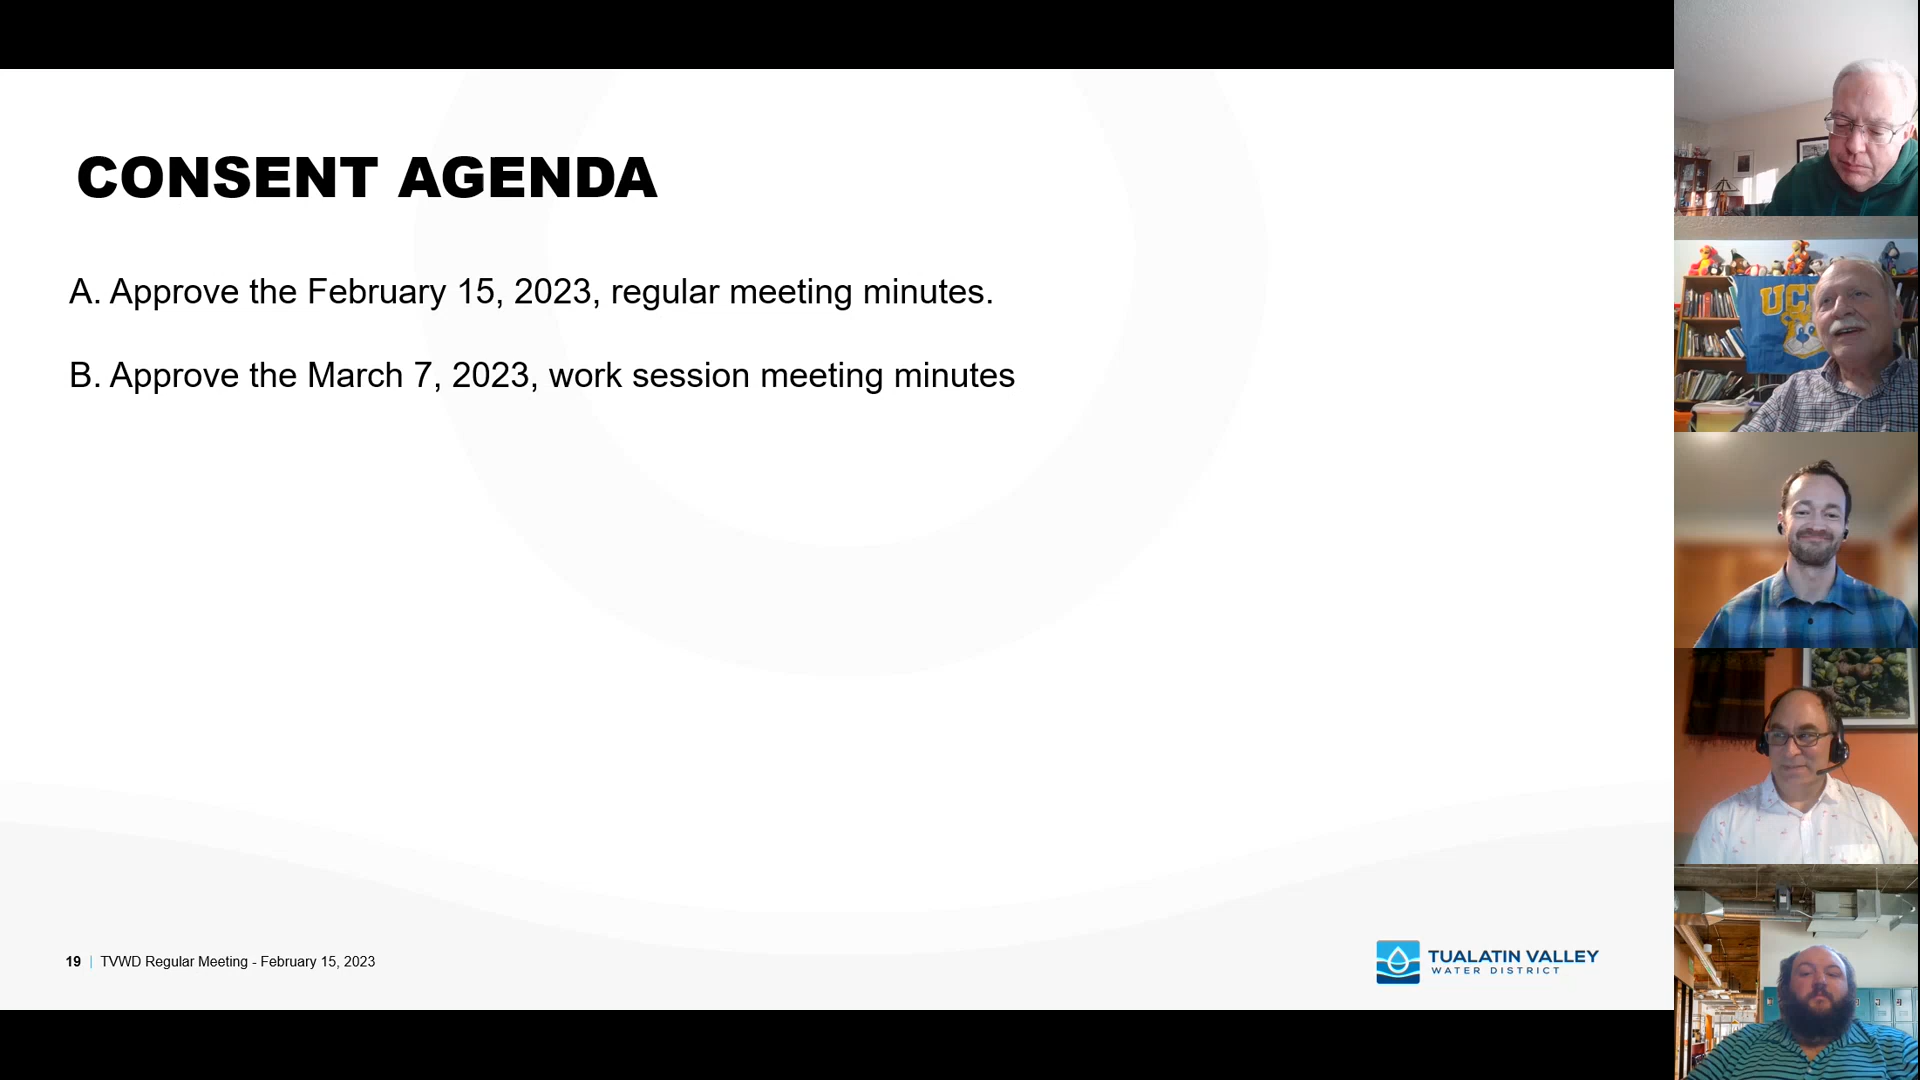 CONSENT AGENDA
A. Approve the February 15, 2023, regular meeting minutes.
B. Approve the March 7, 2023, work session meeting minutes
19 | TVWD Regular Meeting - February 15, 2023
TUALATIN VALLEY
WATER DISTRICT